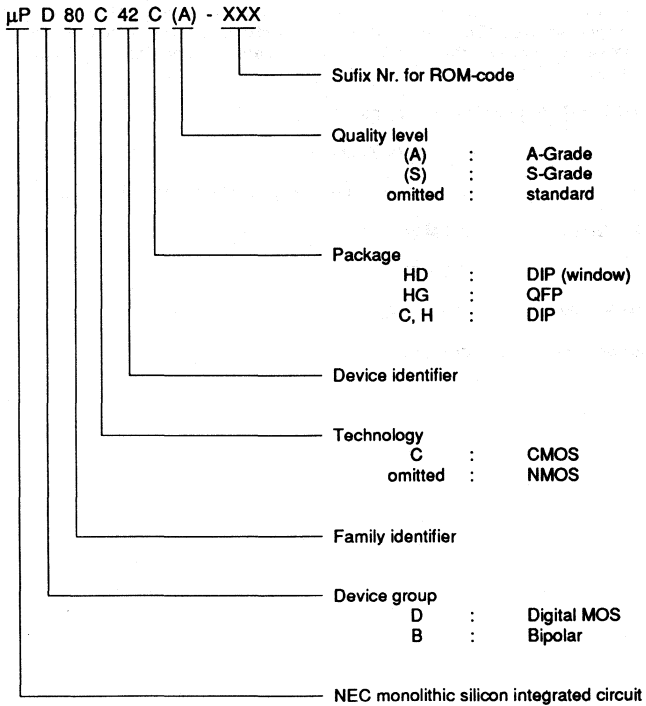 µP D 80 C 42 C (A) - XXX
Sufix Nr. for ROM-code
Quality level
(A) : A-Grade
(S) : S-Grade
omitted : standard
Package
HD : DIP (window)
HG : QFP
C, H : DIP
Device identifier
Technology
C : CMOS
omitted : NMOS
Family identifier
Device group
D : Digital MOS
B : Bipolar
NEC monolithic silicon integrated circuit